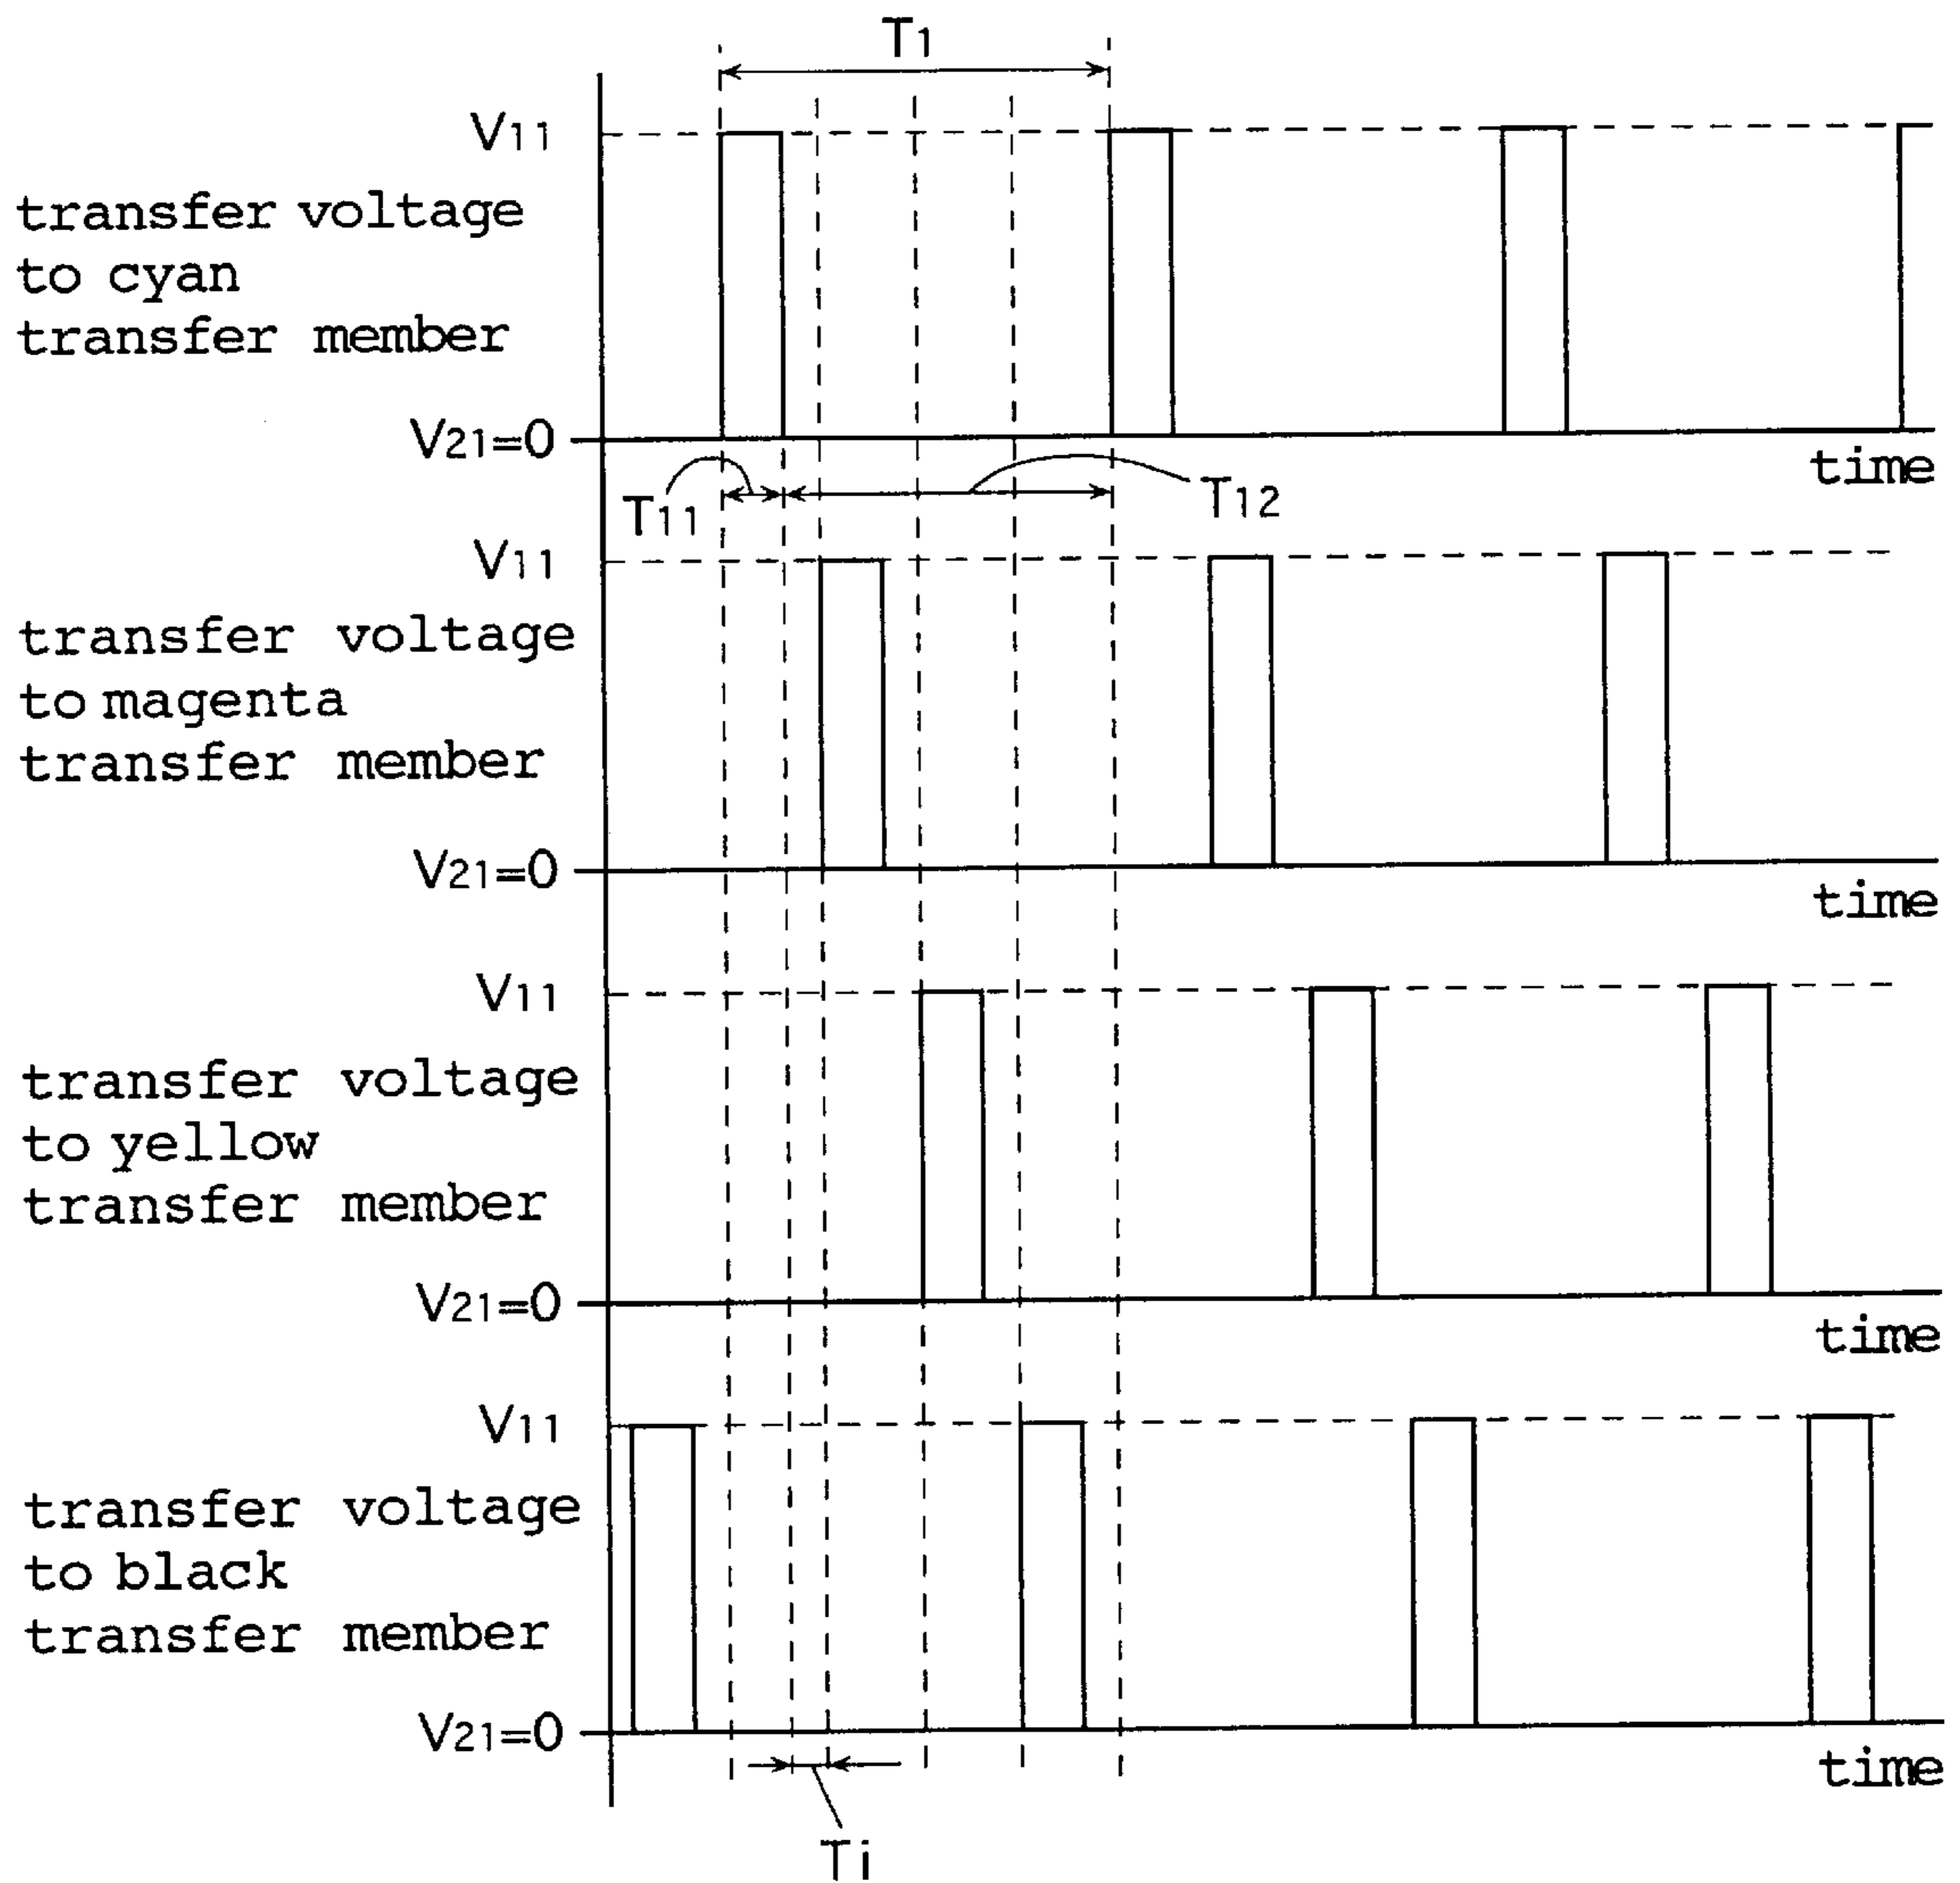 T1
V11
transfer voltage
to cyan
transfer member
V21=0
time
T11
T12
V11
transfer voltage
to magenta
transfer member
V21=0
time
V11
transfer voltage
to yellow
transfer member
V21=0
time
V11
transfer voltage
to black
transfer member
V21=0
time
Ti